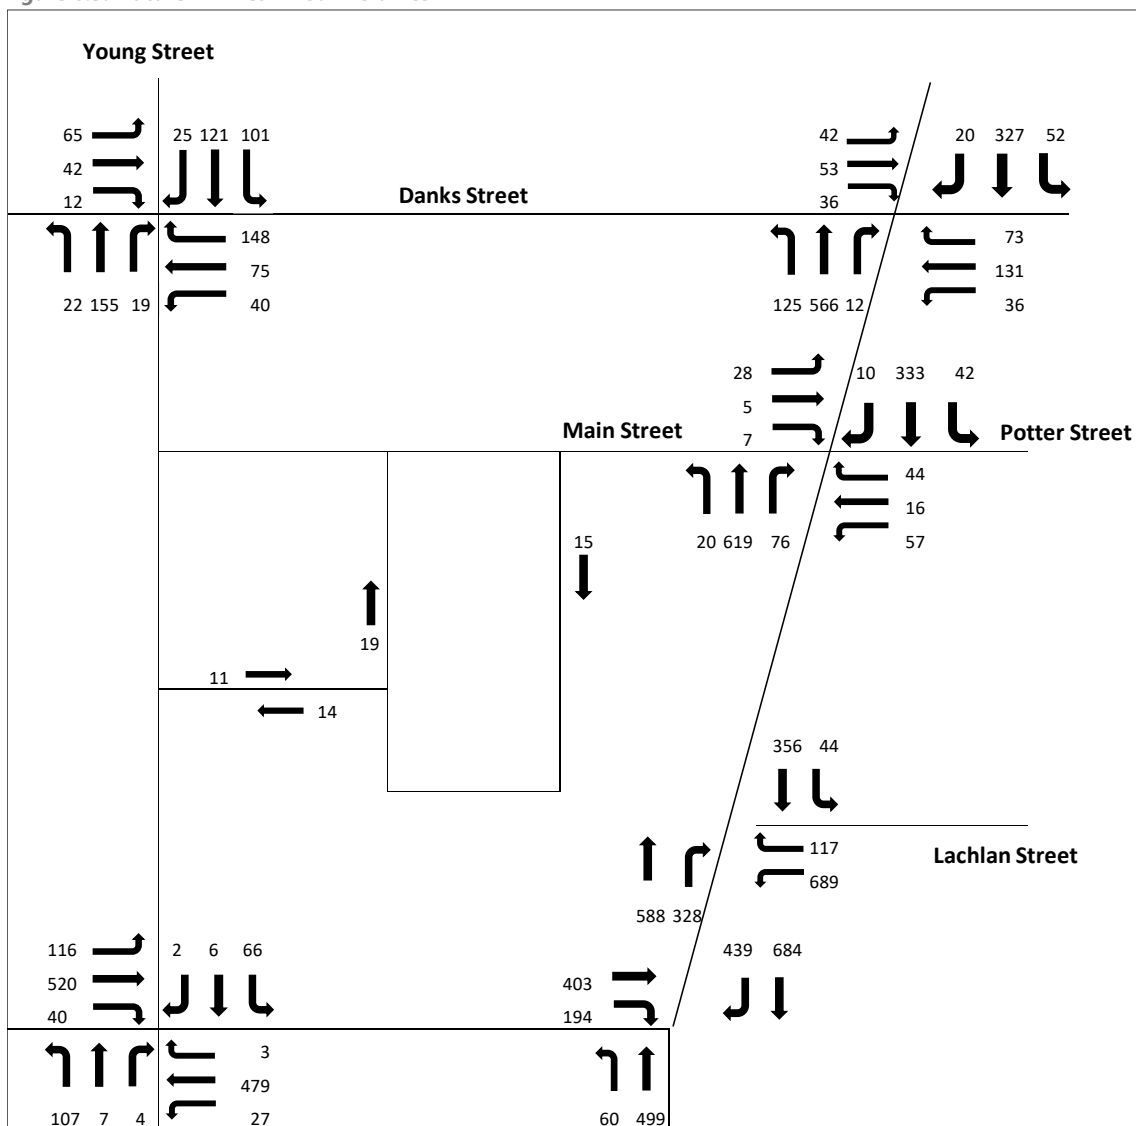 Young Street
65 25 121 101 42 20 327 52
42 53
12 Danks Street 36
148 73
75 131
22 155 19 40 125 566 12 36
28 10 333 42
5
7 Main Street Potter Street
44
16
15 20 619 76 57
19
11
14
356 44
117
689 Lachlan Street
588 328
116 2 6 66 439 684
520 403
40 194
3
479
107 7 4 27 60 499